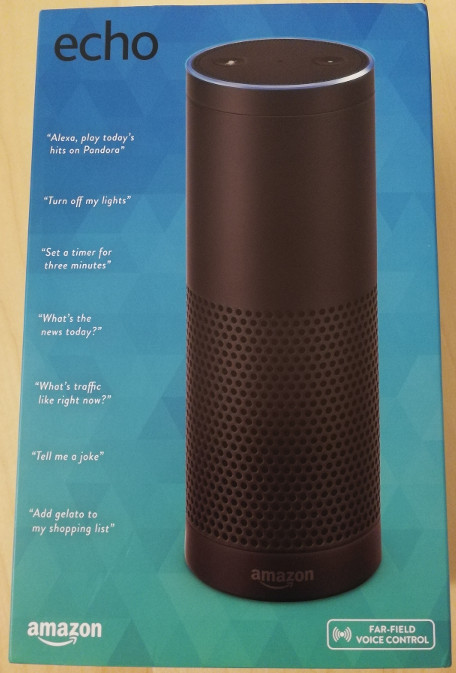 echo
“Alexa, play today's
hits on Pandora”
“Turn off my lights”
“Set a timer for
three minutes”
“What's the
news today?”
“What's traffic
like right now?”
“Tell me a joke”
“Add gelato to
my shopping list”
amazon
amazon
FAR-FIELD
VOICE CONTROL